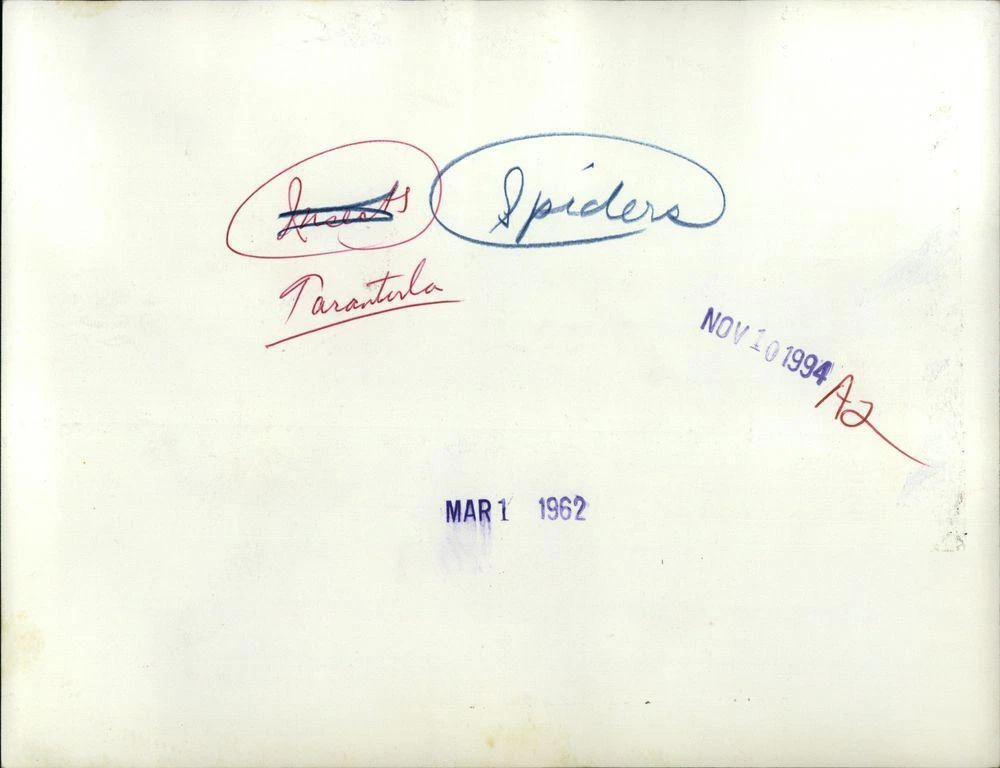 Insects Spiders
Tarantula
NOV 10 1994
A2
MAR 1 1962